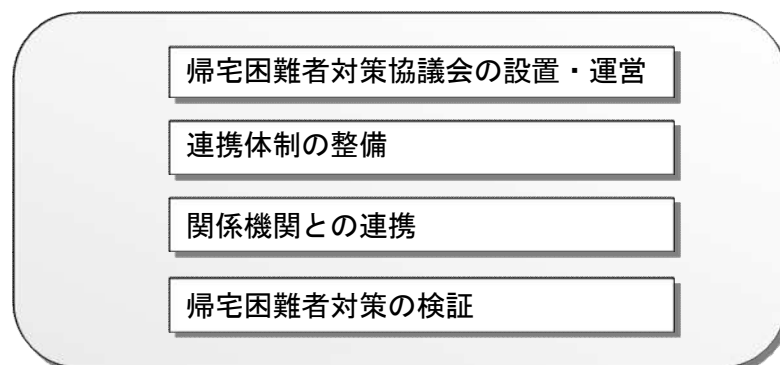 帰宅困難者対策協議会の設置・運営
連携体制の整備
関係機関との連携
帰宅困難者対策の検証